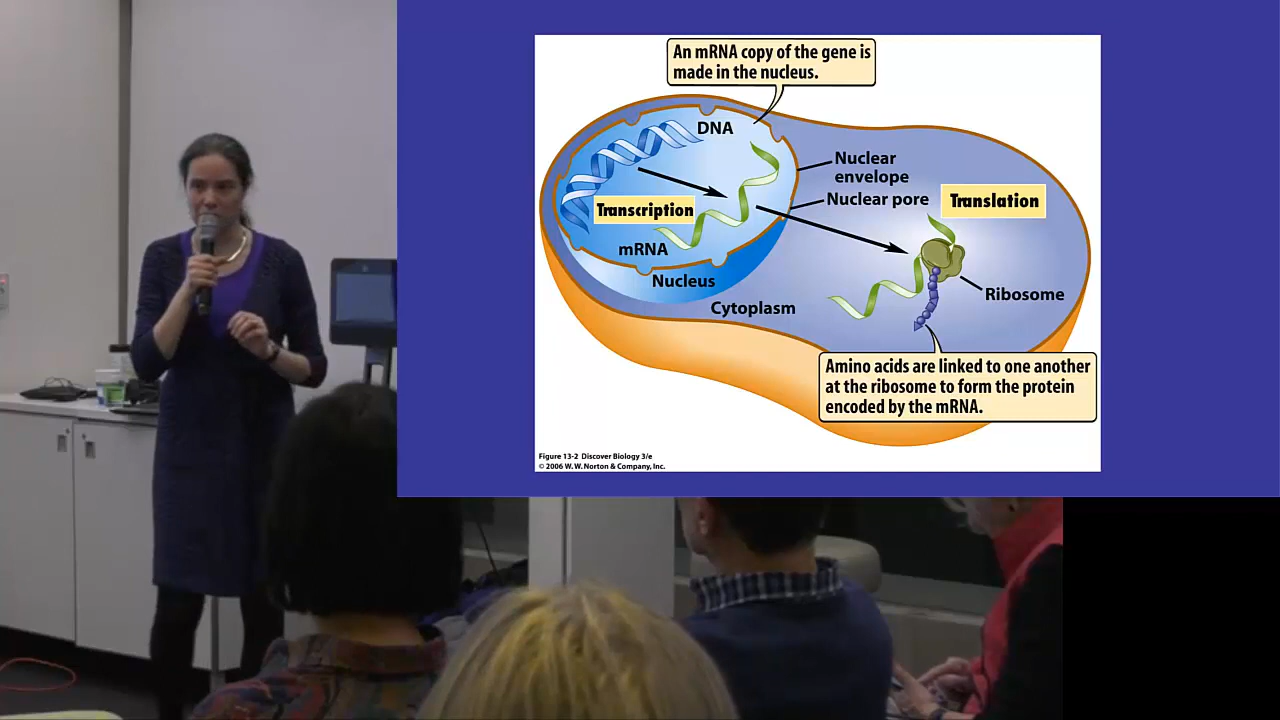 An mRNA copy of the gene is
made in the nucleus.
DNA
Nuclear
envelope
Nuclear pore
Translation
Transcription
mRNA
Nucleus
Cytoplasm
Ribosome
Amino acids are linked to one another
at the ribosome to form the protein
encoded by the mRNA.
Figure 13-2 Discover Biology 3/e
© 2006 W. W. Norton & Company, Inc.